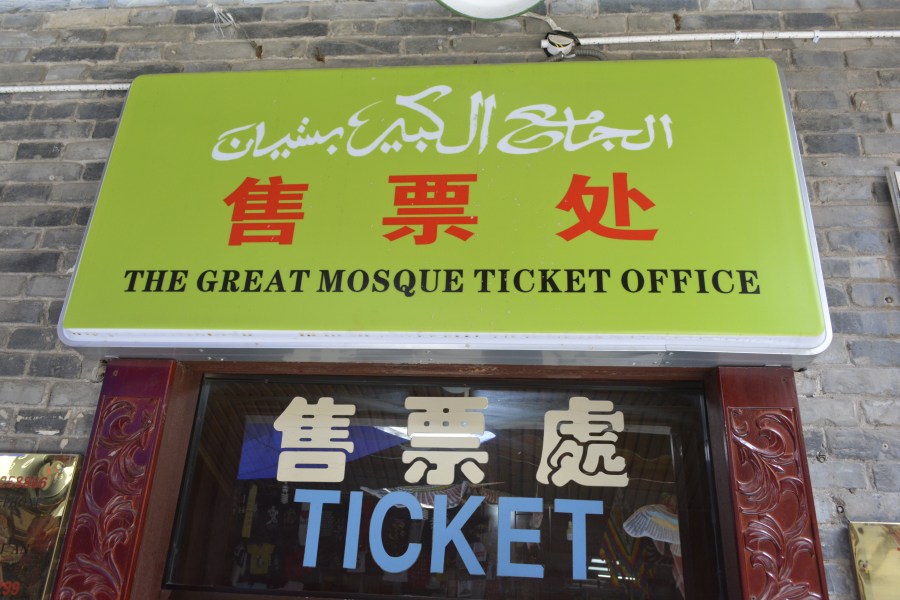 الجامع الكبير بشيان
售票处
THE GREAT MOSQUE TICKET OFFICE
售票處
TICKET